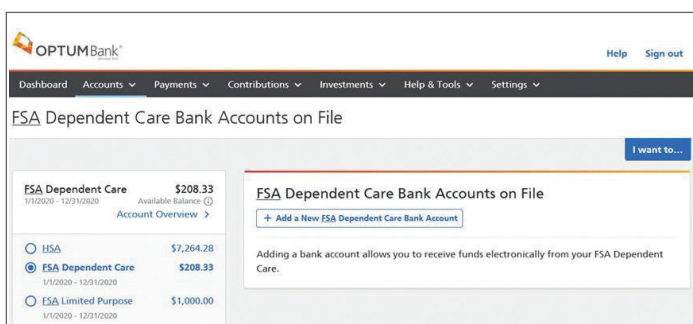 OPTUMBank®
Help Sign out
Dashboard Accounts Payments Contributions Investments Help & Tools Settings
FSA Dependent Care Bank Accounts on File
I want to...
FSA Dependent Care $208.33
1/1/2020 - 12/31/2020 Available Balance
Account Overview >
HSA $7,264.28
FSA Dependent Care $208.33
1/1/2020 - 12/31/2020
FSA Limited Purpose $1,000.00
1/1/2020 - 12/31/2020
FSA Dependent Care Bank Accounts on File
+ Add a New FSA Dependent Care Bank Account
Adding a bank account allows you to receive funds electronically from your FSA Dependent
Care.